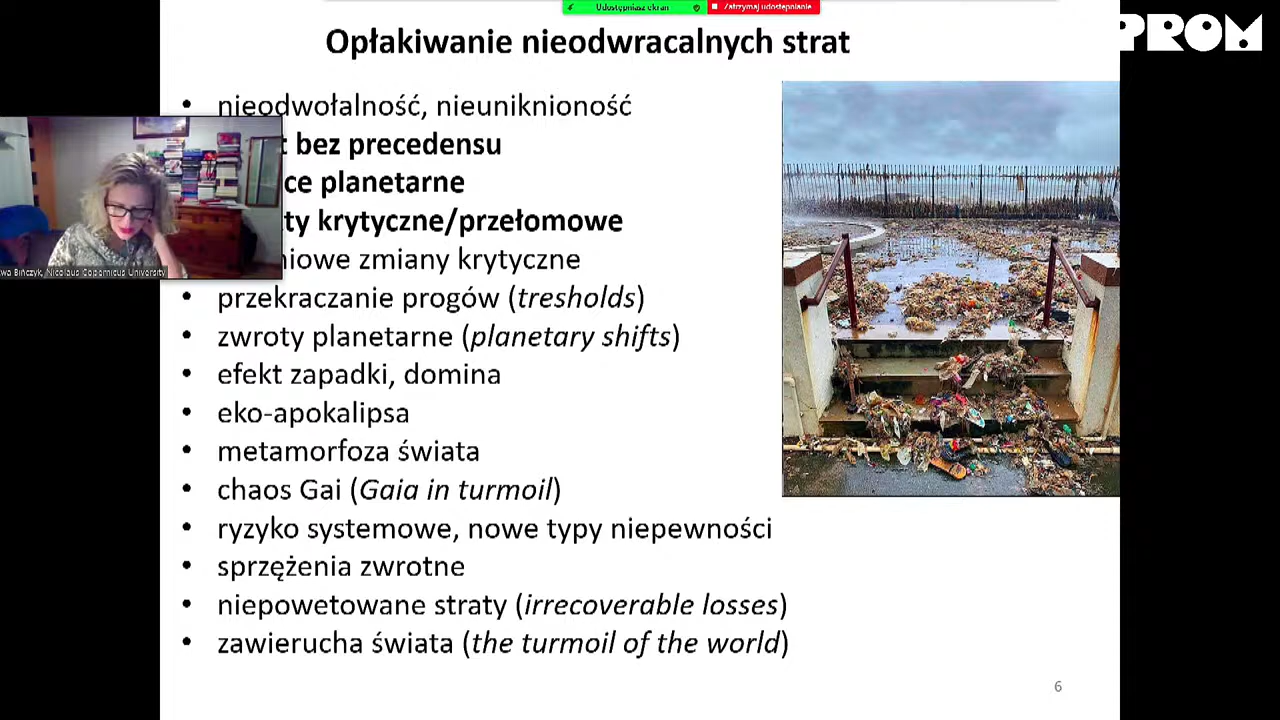 Udostępniasz ekran
Zatrzymaj udostępnianie
PROM
Opłakiwanie nieodwracalnych strat
• nieodwołalność, nieuniknioność
bez precedensu
planetarne
krytyczne/przełomowe
zmiany krytyczne
• przekraczanie progów (tresholds)
• zwroty planetarne (planetary shifts)
• efekt zapadki, domina
• eko-apokalipsa
• metamorfoza świata
• chaos Gai (Gaia in turmoil)
• ryzyko systemowe, nowe typy niepewności
• sprzężenia zwrotne
• niepowetowane straty (irrecoverable losses)
• zawierucha świata (the turmoil of the world)
Bińczyk, Nicolaus Copernicus University
6